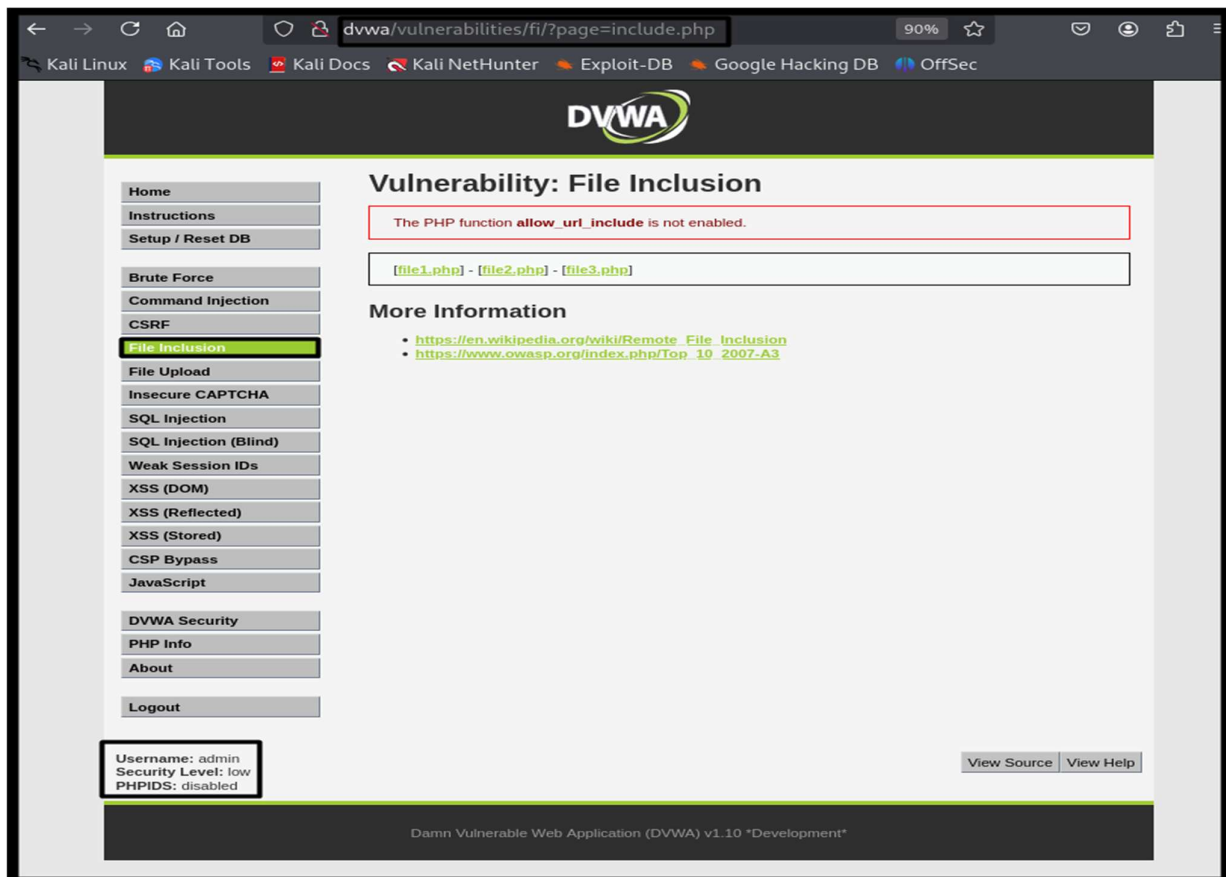 dvwa/vulnerabilities/fi/?page=include.php 90%
Kali Linux Kali Tools Kali Docs Kali NetHunter Exploit-DB Google Hacking DB OffSec
DVWA
Home
Instructions
Setup / Reset DB
Brute Force
Command Injection
CSRF
File Inclusion
File Upload
Insecure CAPTCHA
SQL Injection
SQL Injection (Blind)
Weak Session IDs
XSS (DOM)
XSS (Reflected)
XSS (Stored)
CSP Bypass
JavaScript
DVWA Security
PHP Info
About
Logout
Vulnerability: File Inclusion
The PHP function allow_url_include is not enabled.
[file1.php] - [file2.php] - [file3.php]
More Information
• https://en.wikipedia.org/wiki/Remote_File_Inclusion
• https://www.owasp.org/index.php/Top_10_2007-A3
Username: admin
Security Level: low
PHPIDS: disabled
View Source View Help
Damn Vulnerable Web Application (DVWA) v1.10 *Development*